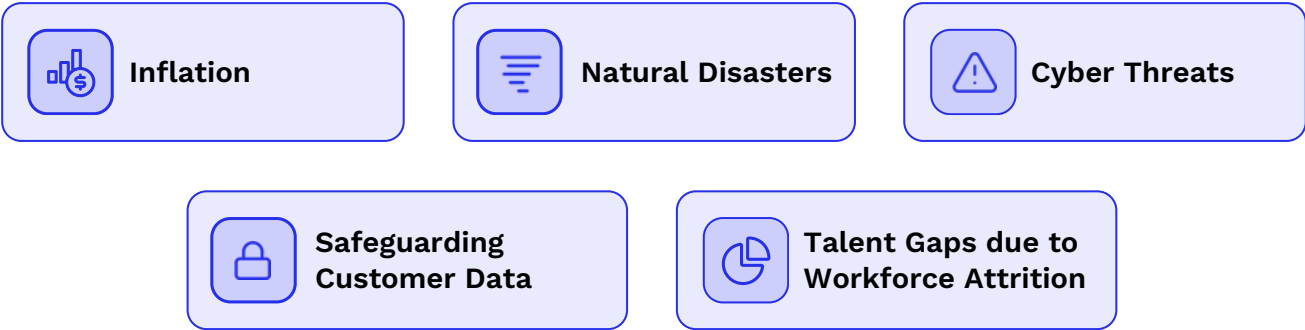 Inflation
Natural Disasters
Cyber Threats
Safeguarding
Customer Data
Talent Gaps due to
Workforce Attrition